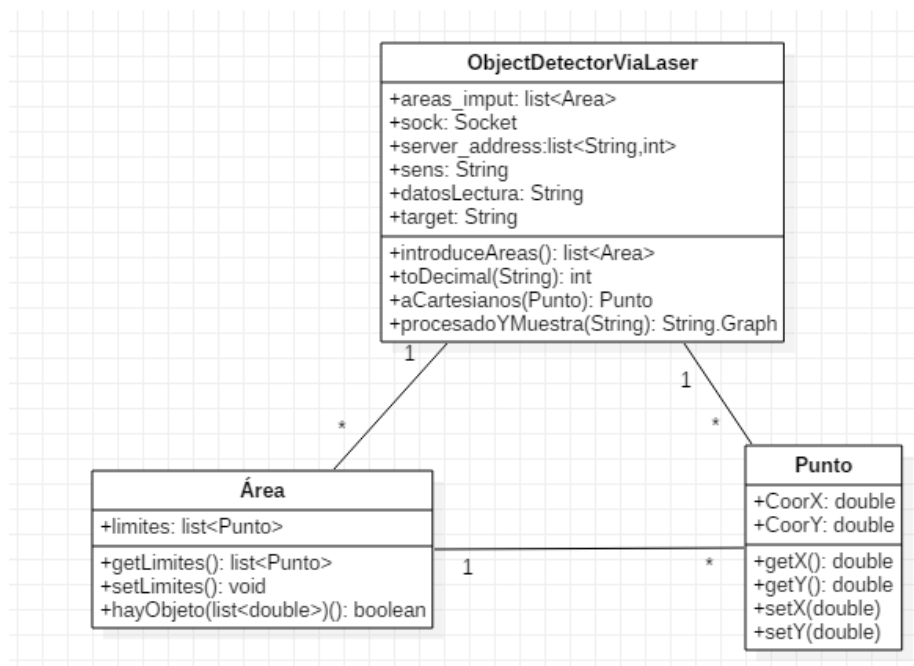 ObjectDetectorViaLaser
+areas_imput: list<Area>
+sock: Socket
+server_address:list<String,int>
+sens: String
+datosLectura: String
+target: String
+introduceAreas(): list<Area>
+toDecimal(String): int
+aCartesianos(Punto): Punto
+procesadoYMuestra(String): String.Graph
1
1
*
*
Área
+limites: list<Punto>
+getLimites(): list<Punto>
+setLimites(): void
+hayObjeto(list<double>)(): boolean
1
*
Punto
+CoorX: double
+CoorY: double
+getX(): double
+getY(): double
+setX(double)
+setY(double)